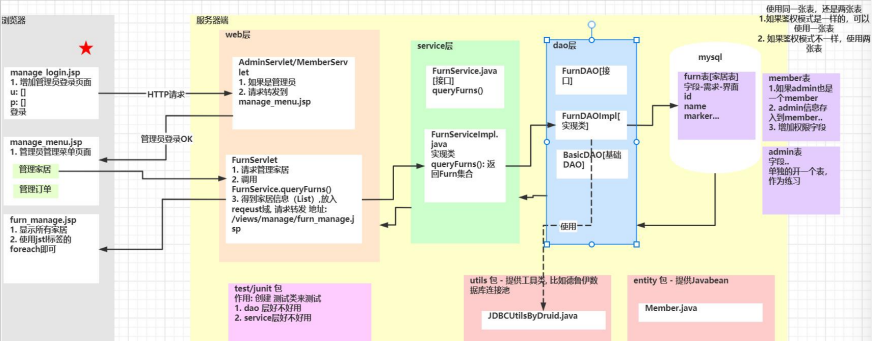 浏览器
manage_login.jsp
1. 增加管理员登录页面
u: []
p: []
登录
manage_menu.jsp
1. 管理员管理菜单页面
管理家居
管理订单
furn_manage.jsp
1. 显示所有家居
2. 使用jstl标签的
foreach即可
HTTP请求
管理员登录OK
服务器端
web层
AdminServlet/MemberServ
let
1. 如果是管理员
2. 请求转发到
manage_menu.jsp
FurnServlet
1. 请求管理家居
2. 调用
FurnService.queryFurns()
3. 得到家居信息（List）,放入
reqeust域, 请求转发 地址:
/views/manage/furn_manage.j
sp
service层
FurnService.java
[接口]
queryFurns()
FurnServiceImpl.
java
实现类
queryFurns(): 返
回Furn集合
dao层
FurnDAO[接
口]
FurnDAOImpl[
实现类]
BasicDAO[基础
DAO]
使用
mysql
furn表[家居表]
字段-需求-界面
id
name
marker...
使用同一张表，还是两张表
1.如果鉴权模式是一样的，可以
使用一张表
2. 如果鉴权模式不一样，使用两
张表
member表
1.如果admin也是
一个member
2. admin信息存
入到member..
3. 增加权限字段
admin表
字段..
单独的开一个表，
作为练习
test/junit 包
作用: 创建 测试类来测试
1. dao 层好不好用
2. service层好不好用
utils 包 - 提供工具类, 比如德鲁伊数
据库连接池
JDBCUtilsByDruid.java
entity 包 - 提供Javabean
Member.java